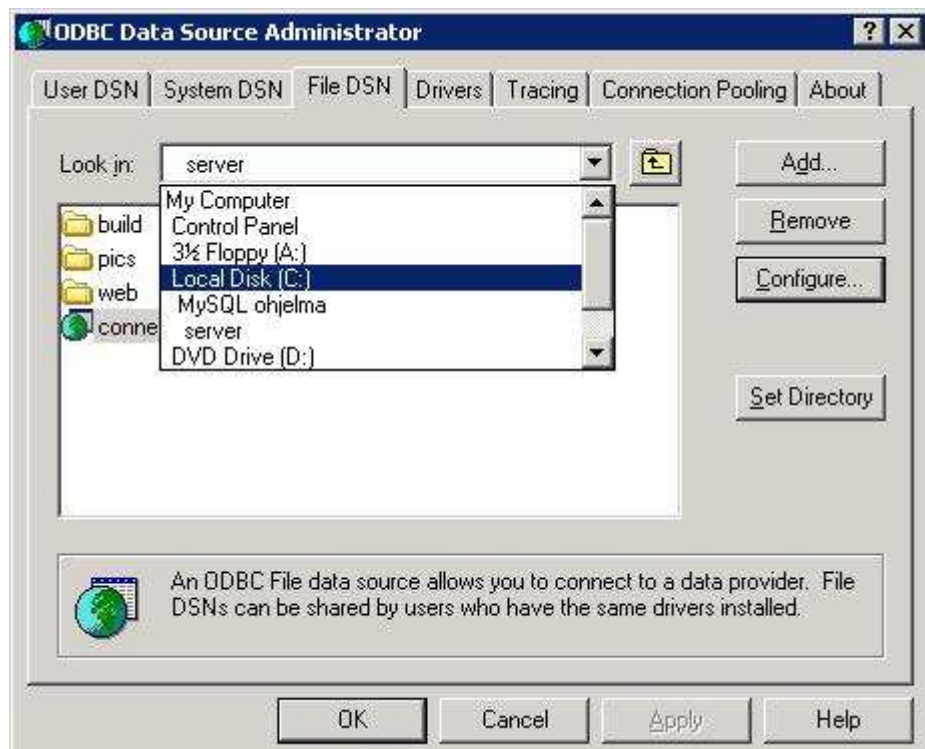 ODBC Data Source Administrator
User DSN System DSN File DSN Drivers Tracing Connection Pooling About
Look in: server
My Computer
Control Panel
3½ Floppy (A:)
Local Disk (C:)
MySQL ohjelma
server
DVD Drive (D:)
build
pics
web
conne
Add...
Remove
Configure...
Set Directory
An ODBC File data source allows you to connect to a data provider. File
DSNs can be shared by users who have the same drivers installed.
OK Cancel Apply Help